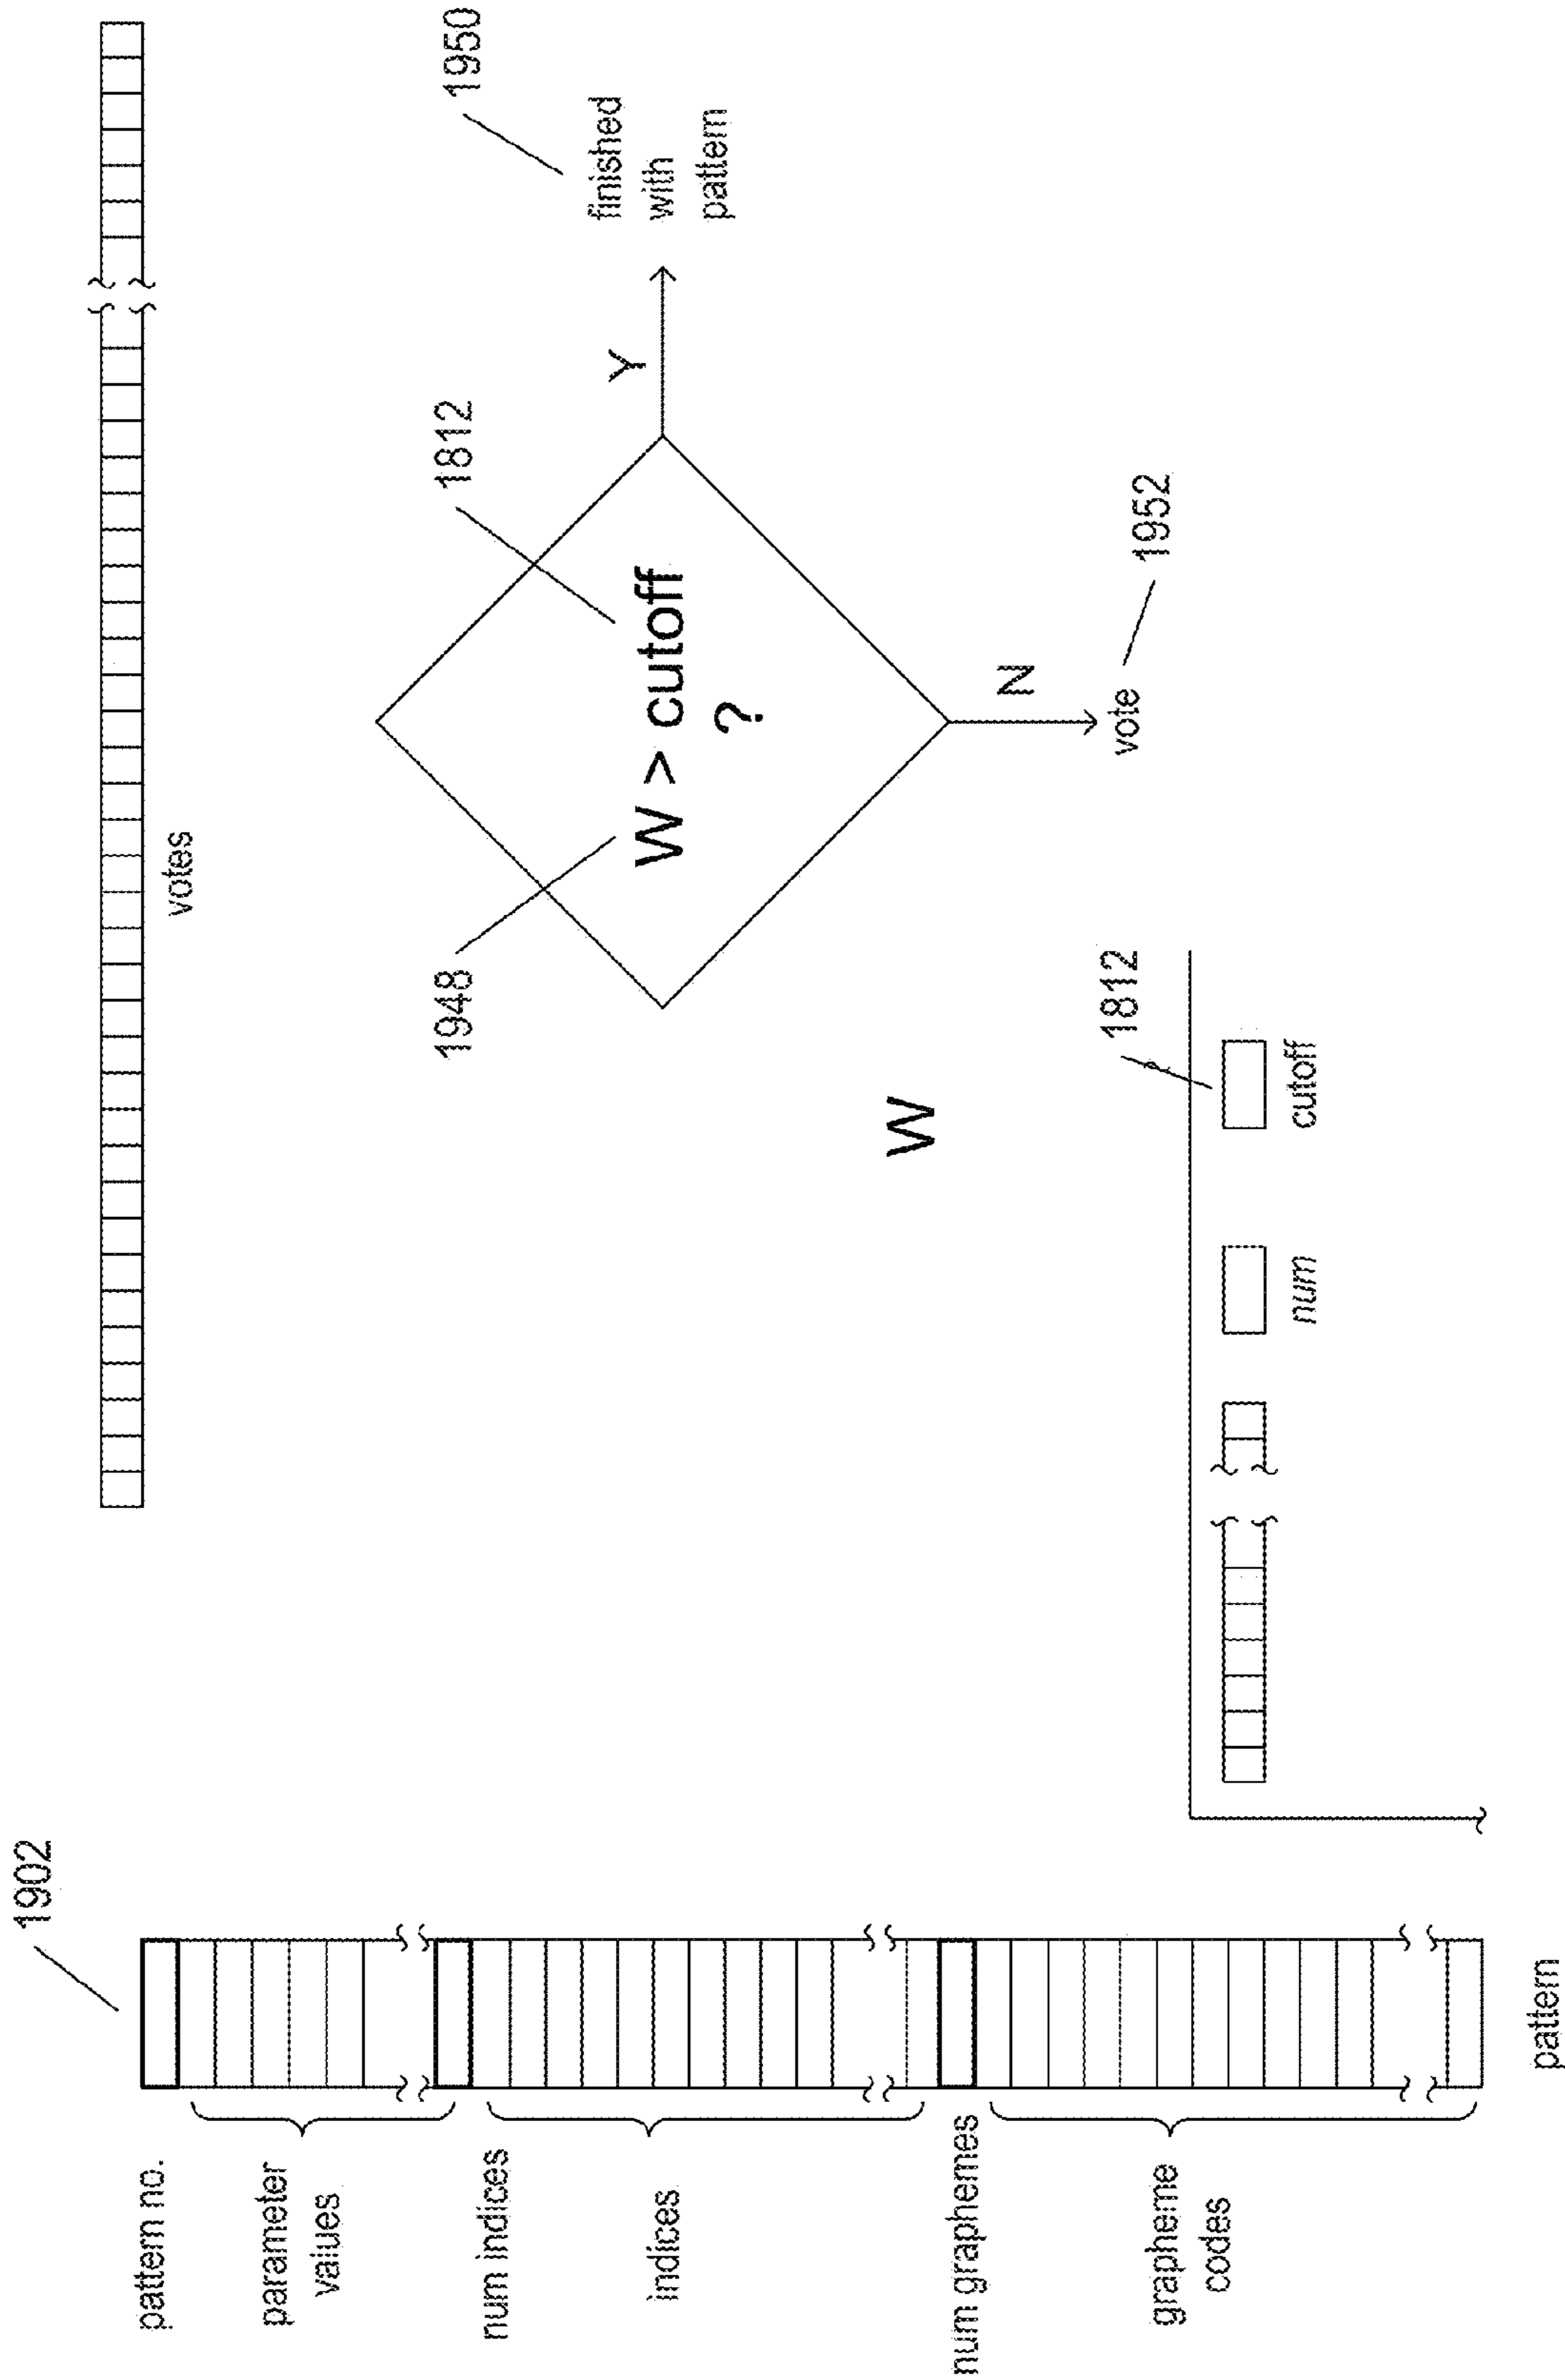 1902
pattern no.
parameter
values
num indices
indices
num graphemes
grapheme
codes
pattern
votes
1948
1812
W > cutoff
?
Y
1950
finished
with
pattern
N
vote
1952
W
1812
num
cutoff